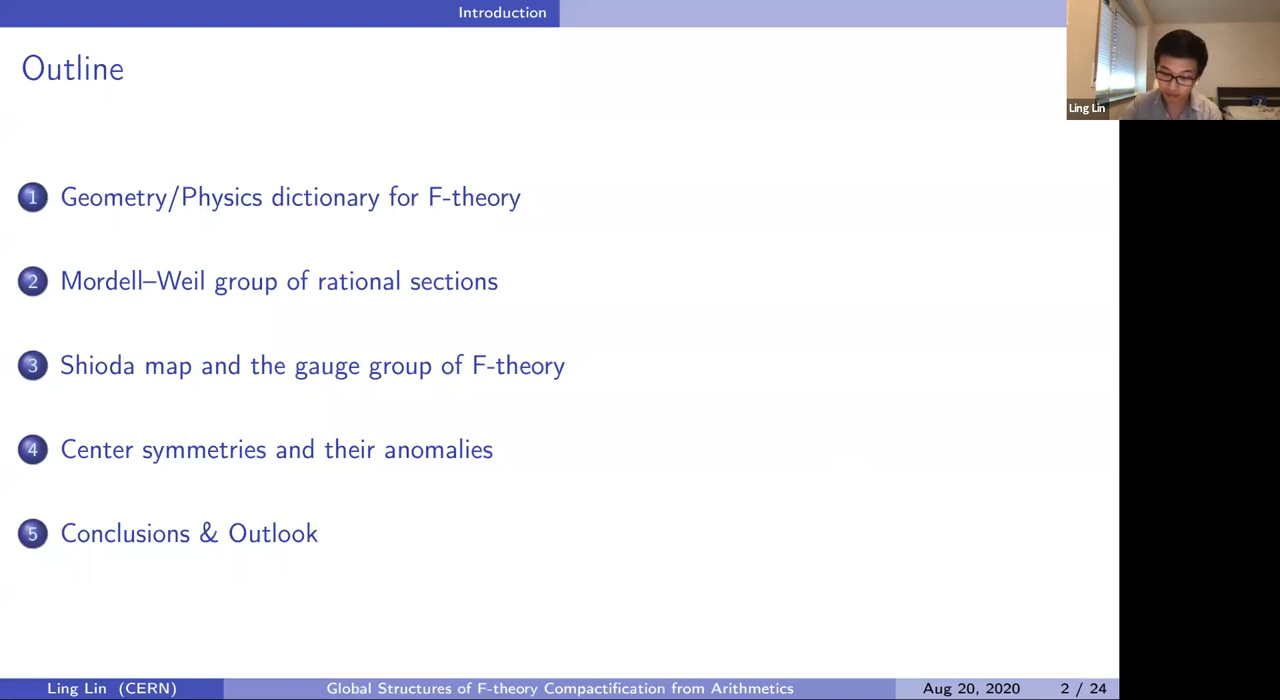 Introduction
Outline
Ling Lin
1 Geometry/Physics dictionary for F-theory
2 Mordell–Weil group of rational sections
3 Shioda map and the gauge group of F-theory
4 Center symmetries and their anomalies
5 Conclusions & Outlook
Ling Lin (CERN) Global Structures of F-theory Compactification from Arithmetics Aug 20, 2020 2 / 24